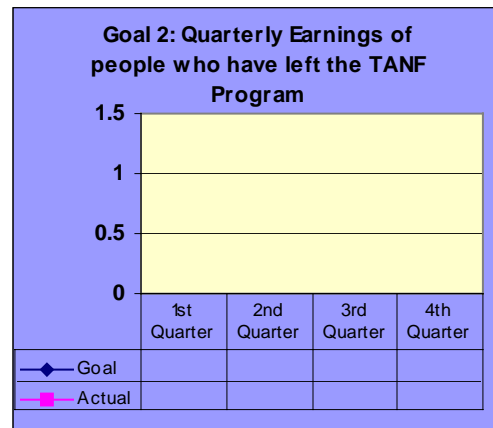 Goal 2: Quarterly Earnings of
people who have left the TANF
Program
1.5
1
0.5
0
1st Quarter
2nd Quarter
3rd Quarter
4th Quarter
Goal
Actual